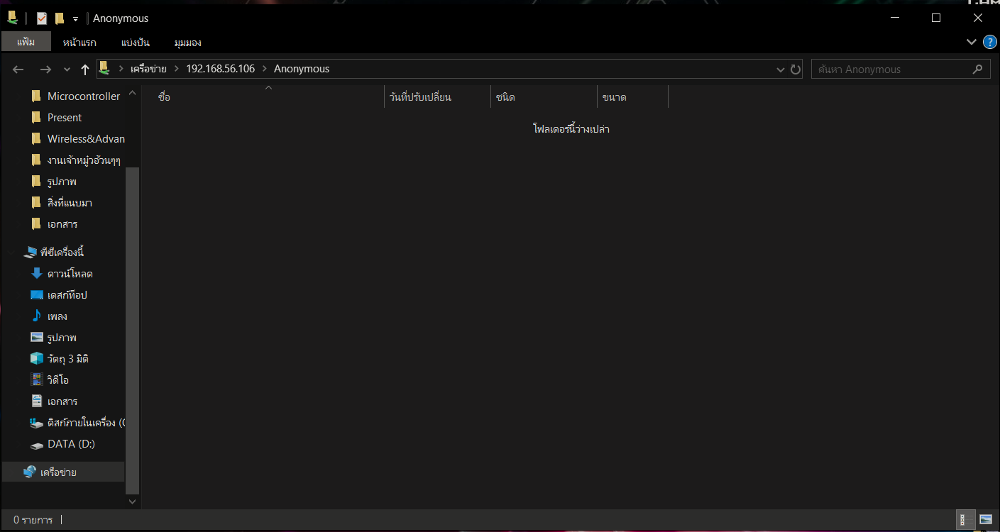 Anonymous
แฟ้ม หน้าแรก แบ่งปัน มุมมอง
เครือข่าย 192.168.56.106 Anonymous
ค้นหา Anonymous
ชื่อ วันที่ปรับเปลี่ยน ชนิด ขนาด
โฟลเดอร์นี้ว่างเปล่า
Microcontroller
Present
Wireless&Advan
งานเจ้าหมู่วอ้วนๆๆ
รูปภาพ
สิ่งที่แนบมา
เอกสาร
พีซีเครื่องนี้
ดาวน์โหลด
เดสก์ท็อป
เพลง
รูปภาพ
วัตถุ 3 มิติ
วิดีโอ
เอกสาร
ดิสก์ภายในเครื่อง (C
DATA (D:)
เครือข่าย
0 รายการ